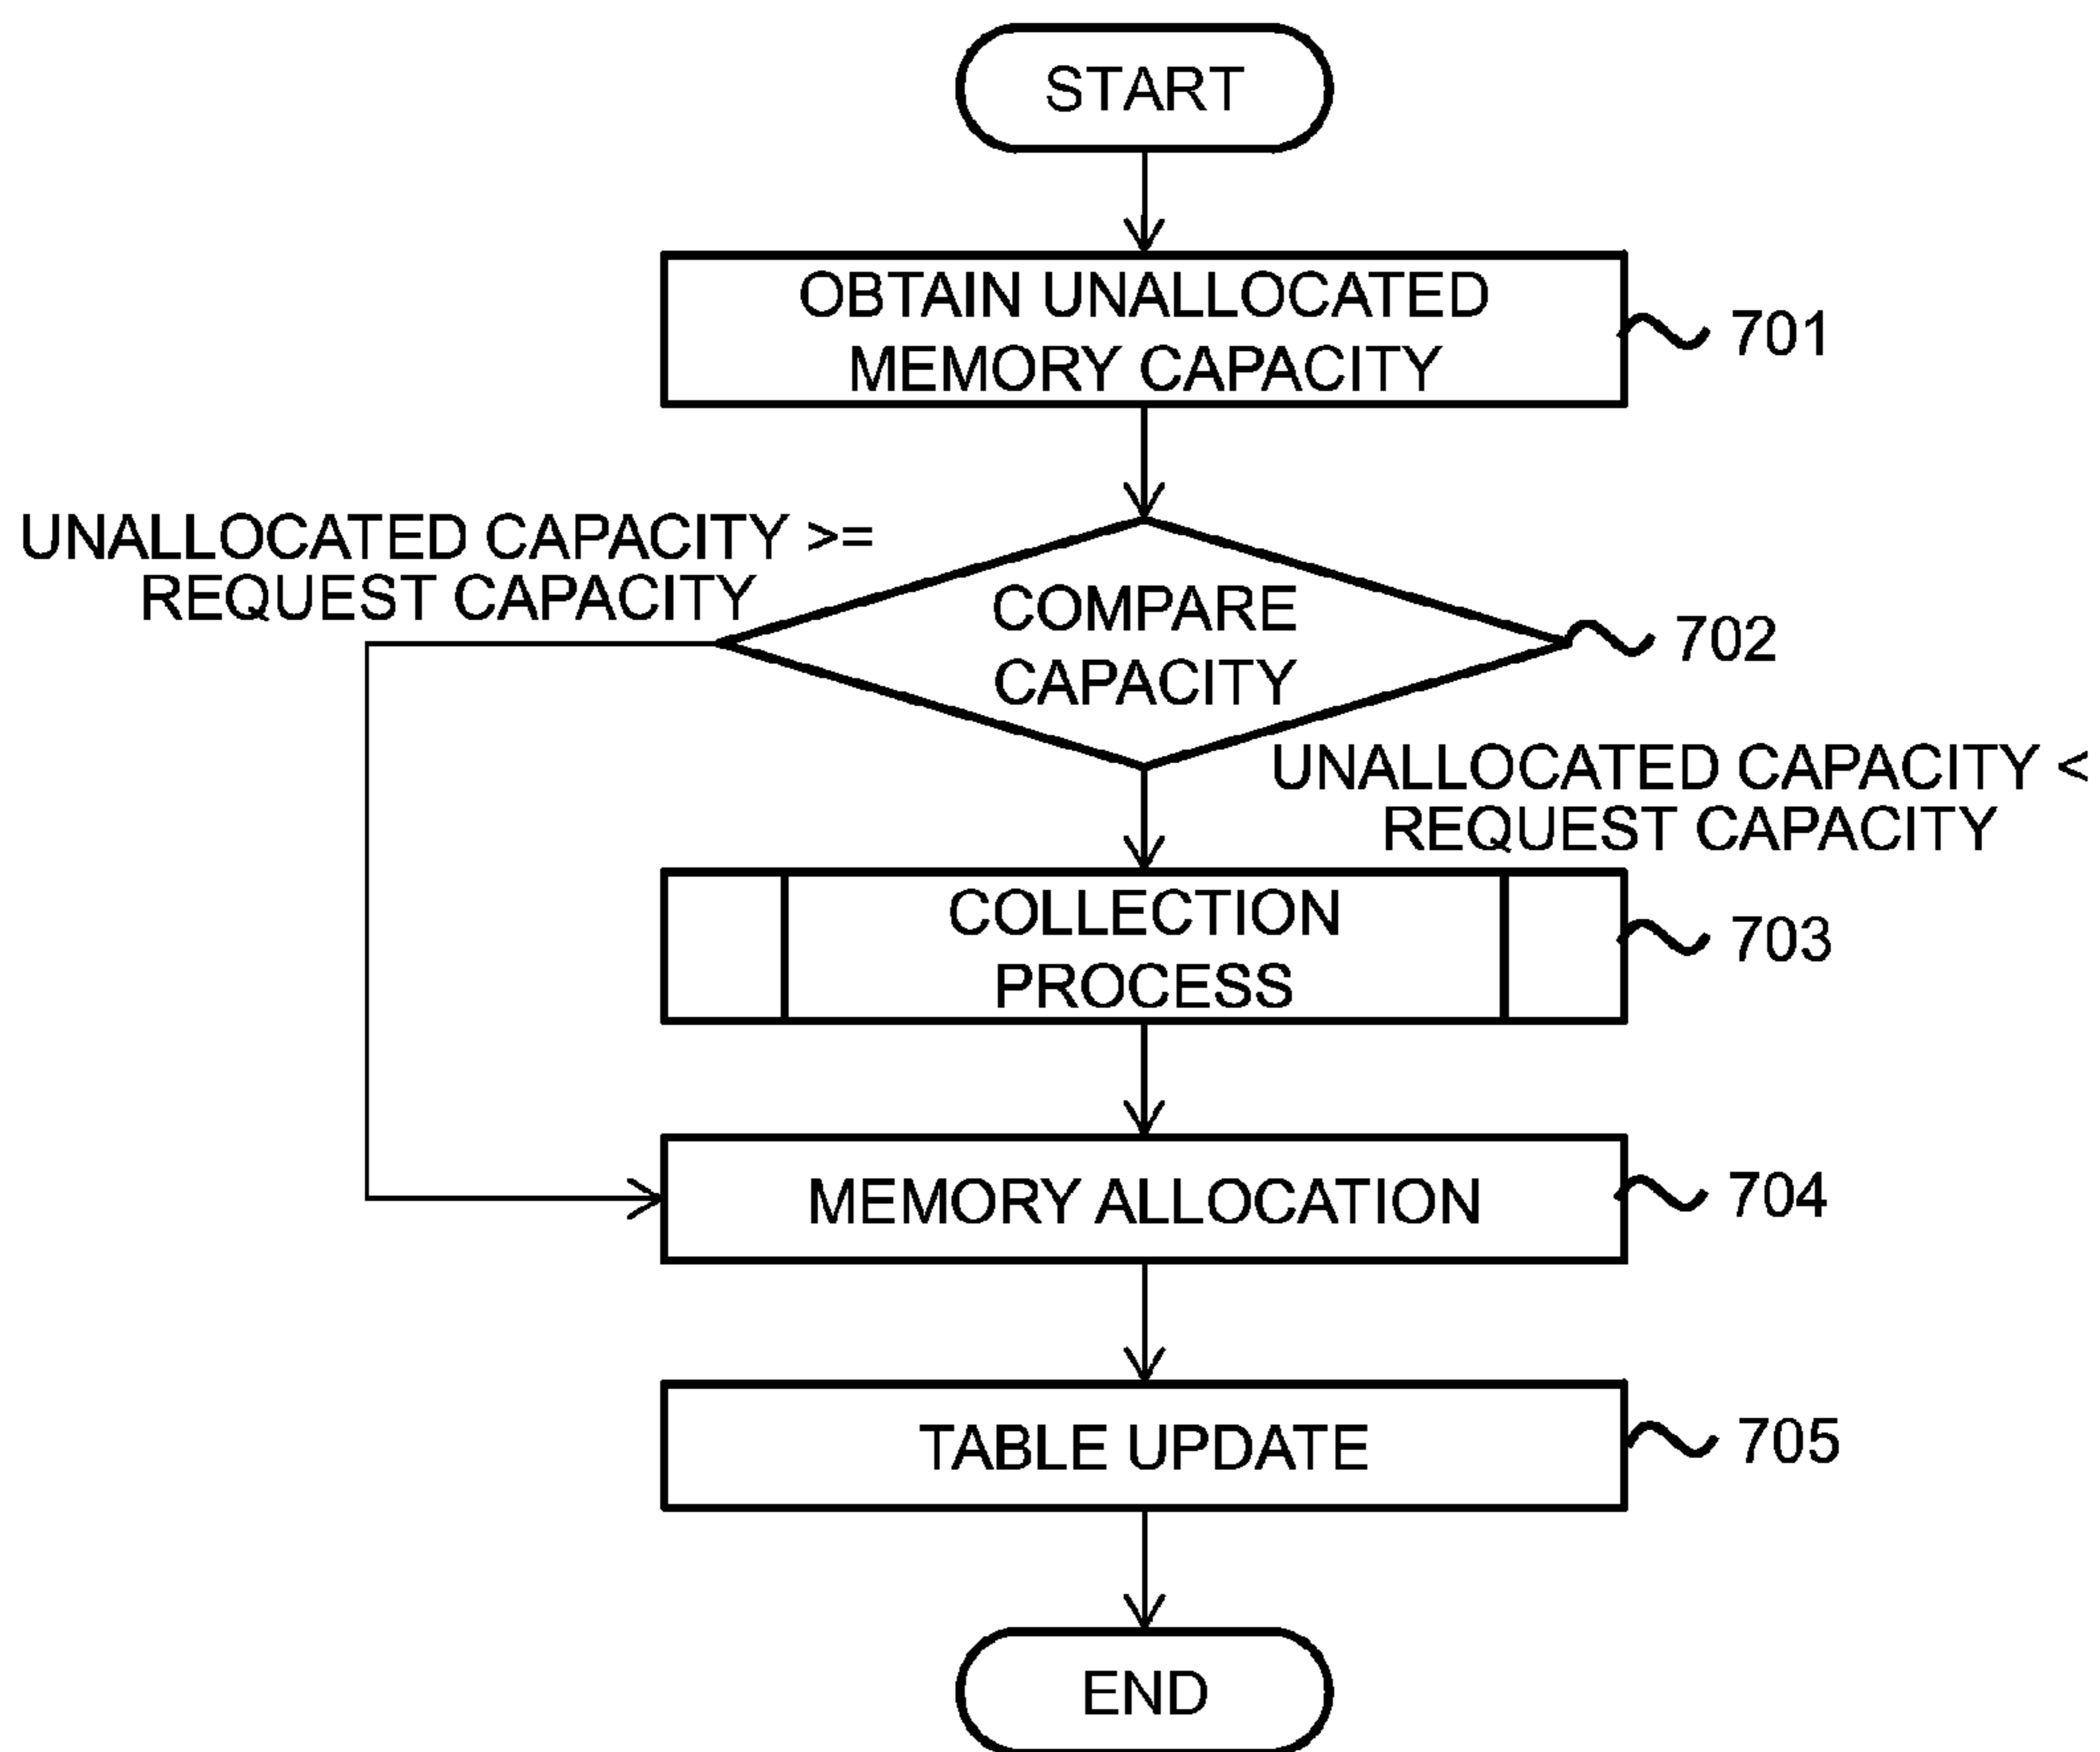 START
OBTAIN UNALLOCATED
MEMORY CAPACITY
701
UNALLOCATED CAPACITY >=
REQUEST CAPACITY
COMPARE
CAPACITY
702
UNALLOCATED CAPACITY <
REQUEST CAPACITY
COLLECTION
PROCESS
703
MEMORY ALLOCATION
704
TABLE UPDATE
705
END